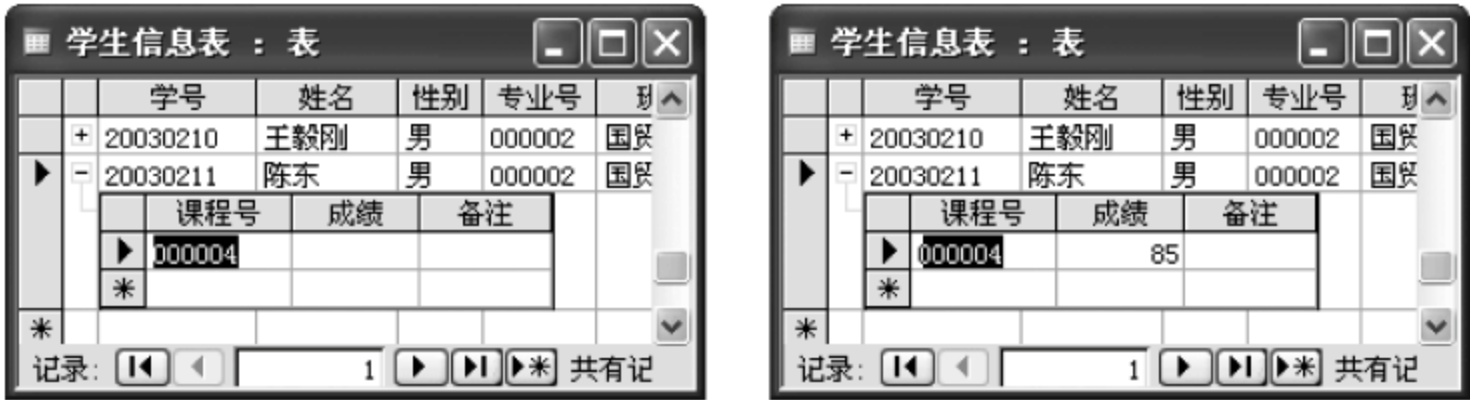 学生信息表 : 表
学号 姓名 性别 专业号
+ 20030210 王毅刚 男 000002 国贸
- 20030211 陈东 男 000002 国贸
课程号 成绩 备注
000004
*
*
记录: 1 共有记
学生信息表 : 表
学号 姓名 性别 专业号
+ 20030210 王毅刚 男 000002 国贸
- 20030211 陈东 男 000002 国贸
课程号 成绩 备注
000004 85
*
*
记录: 1 共有记